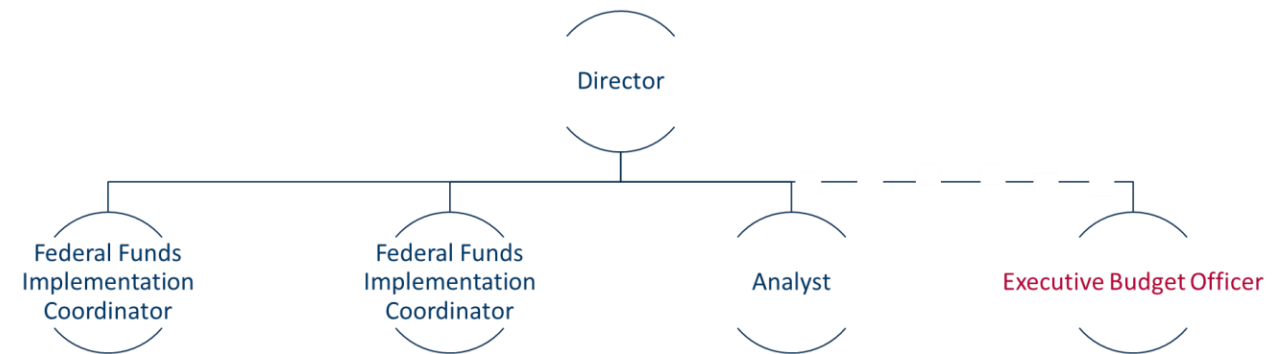 Director
Federal Funds
Implementation
Coordinator
Federal Funds
Implementation
Coordinator
Analyst
Executive Budget Officer